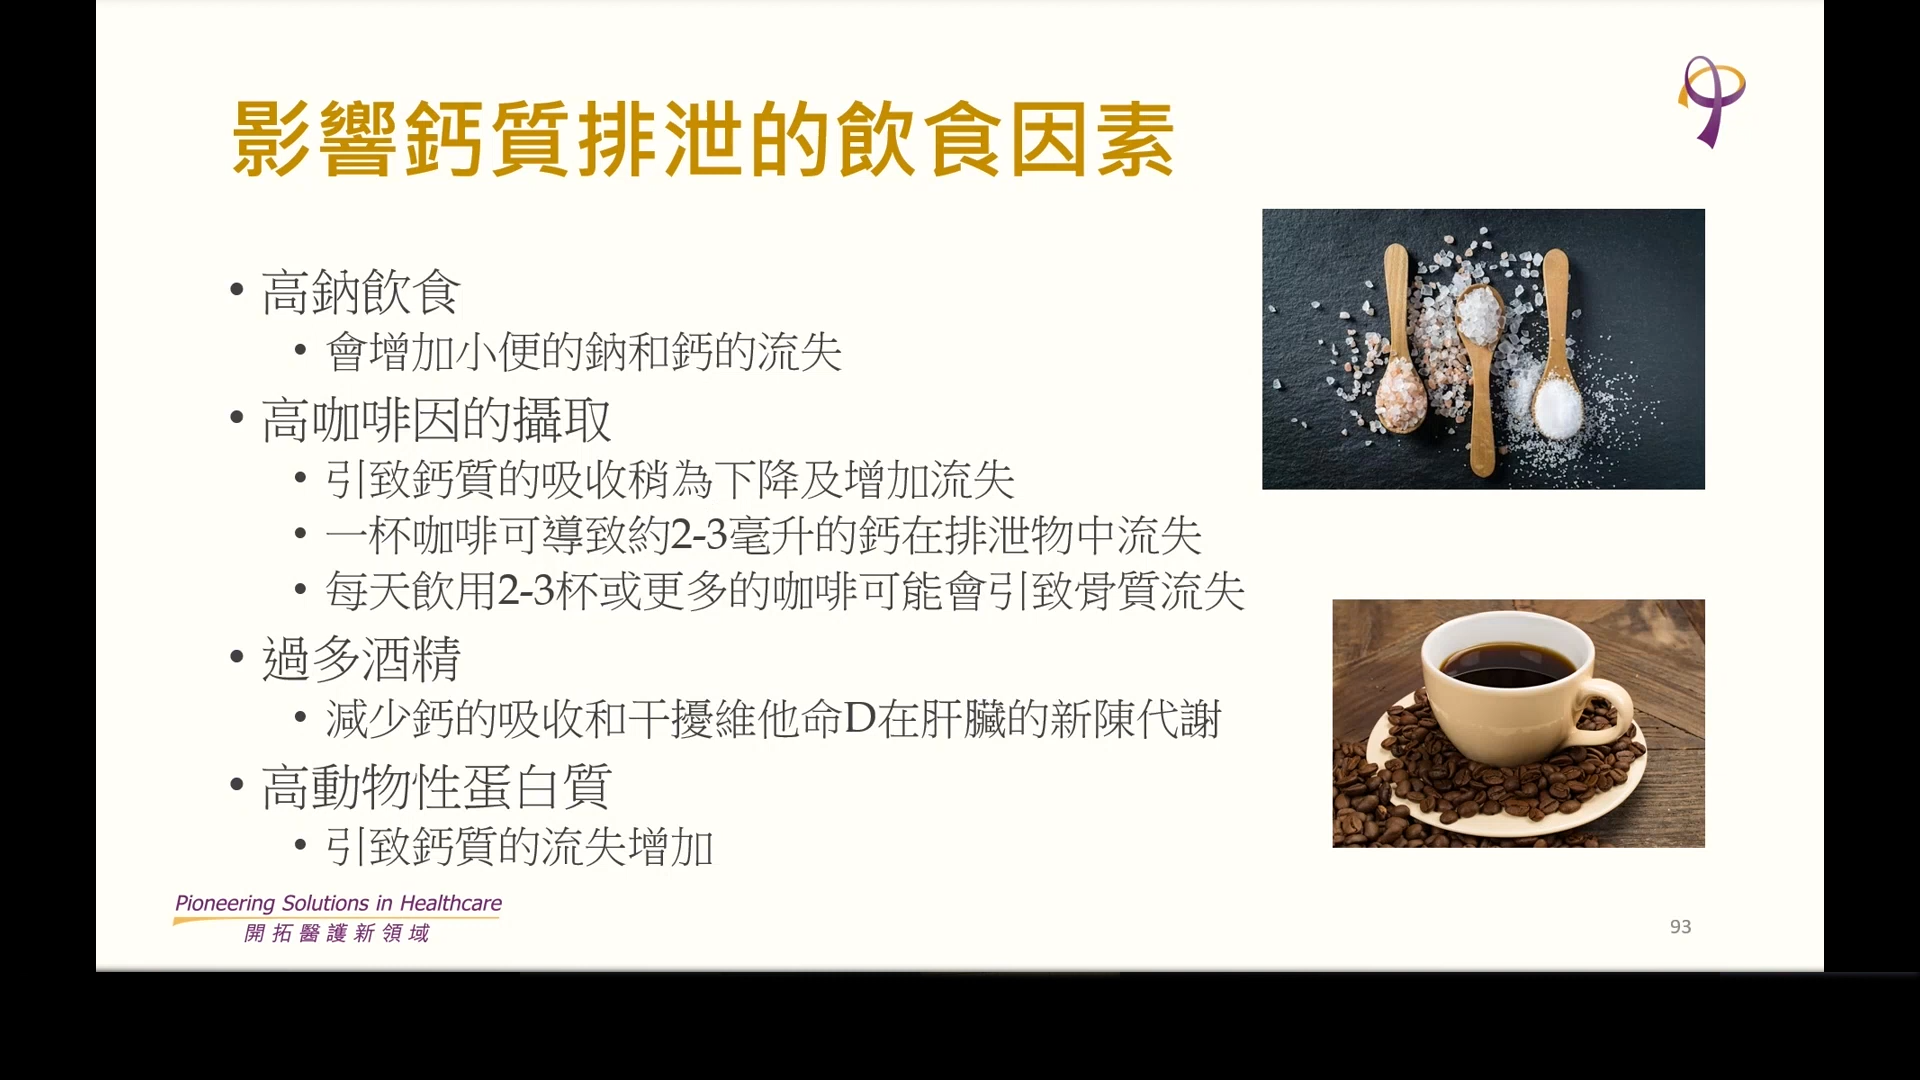 影響鈣質排泄的飲食因素
• 高鈉飲食
• 會增加小便的鈉和鈣的流失
• 高咖啡因的攝取
• 引致鈣質的吸收稍為下降及增加流失
• 一杯咖啡可導致約2-3毫升的鈣在排泄物中流失
• 每天飲用2-3杯或更多的咖啡可能會引致骨質流失
• 過多酒精
• 減少鈣的吸收和干擾維他命D在肝臟的新陳代謝
• 高動物性蛋白質
• 引致鈣質的流失增加
Pioneering Solutions in Healthcare
開拓醫護新領域
93